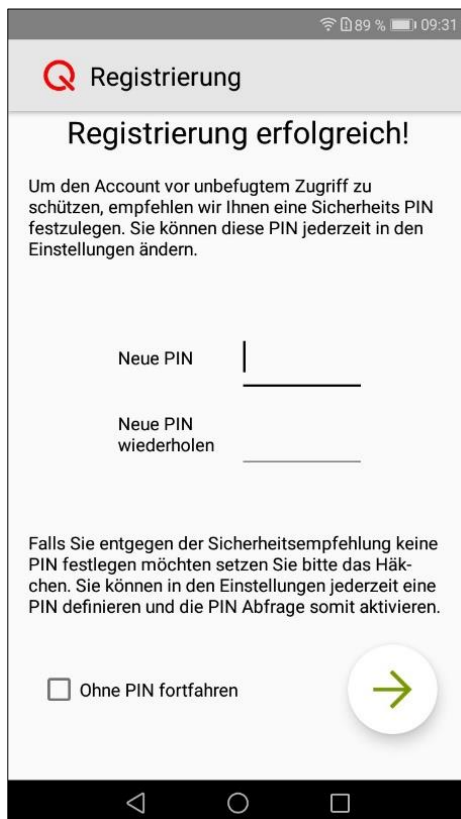 89 % 09:31
Registrierung
Registrierung erfolgreich!
Um den Account vor unbefugtem Zugriff zu
schützen, empfehlen wir Ihnen eine Sicherheits PIN
festzulegen. Sie können diese PIN jederzeit in den
Einstellungen ändern.
Neue PIN
Neue PIN
wiederholen
Falls Sie entgegen der Sicherheitsempfehlung keine
PIN festlegen möchten setzen Sie bitte das Häk-
chen. Sie können in den Einstellungen jederzeit eine
PIN definieren und die PIN Abfrage somit aktivieren.
Ohne PIN fortfahren